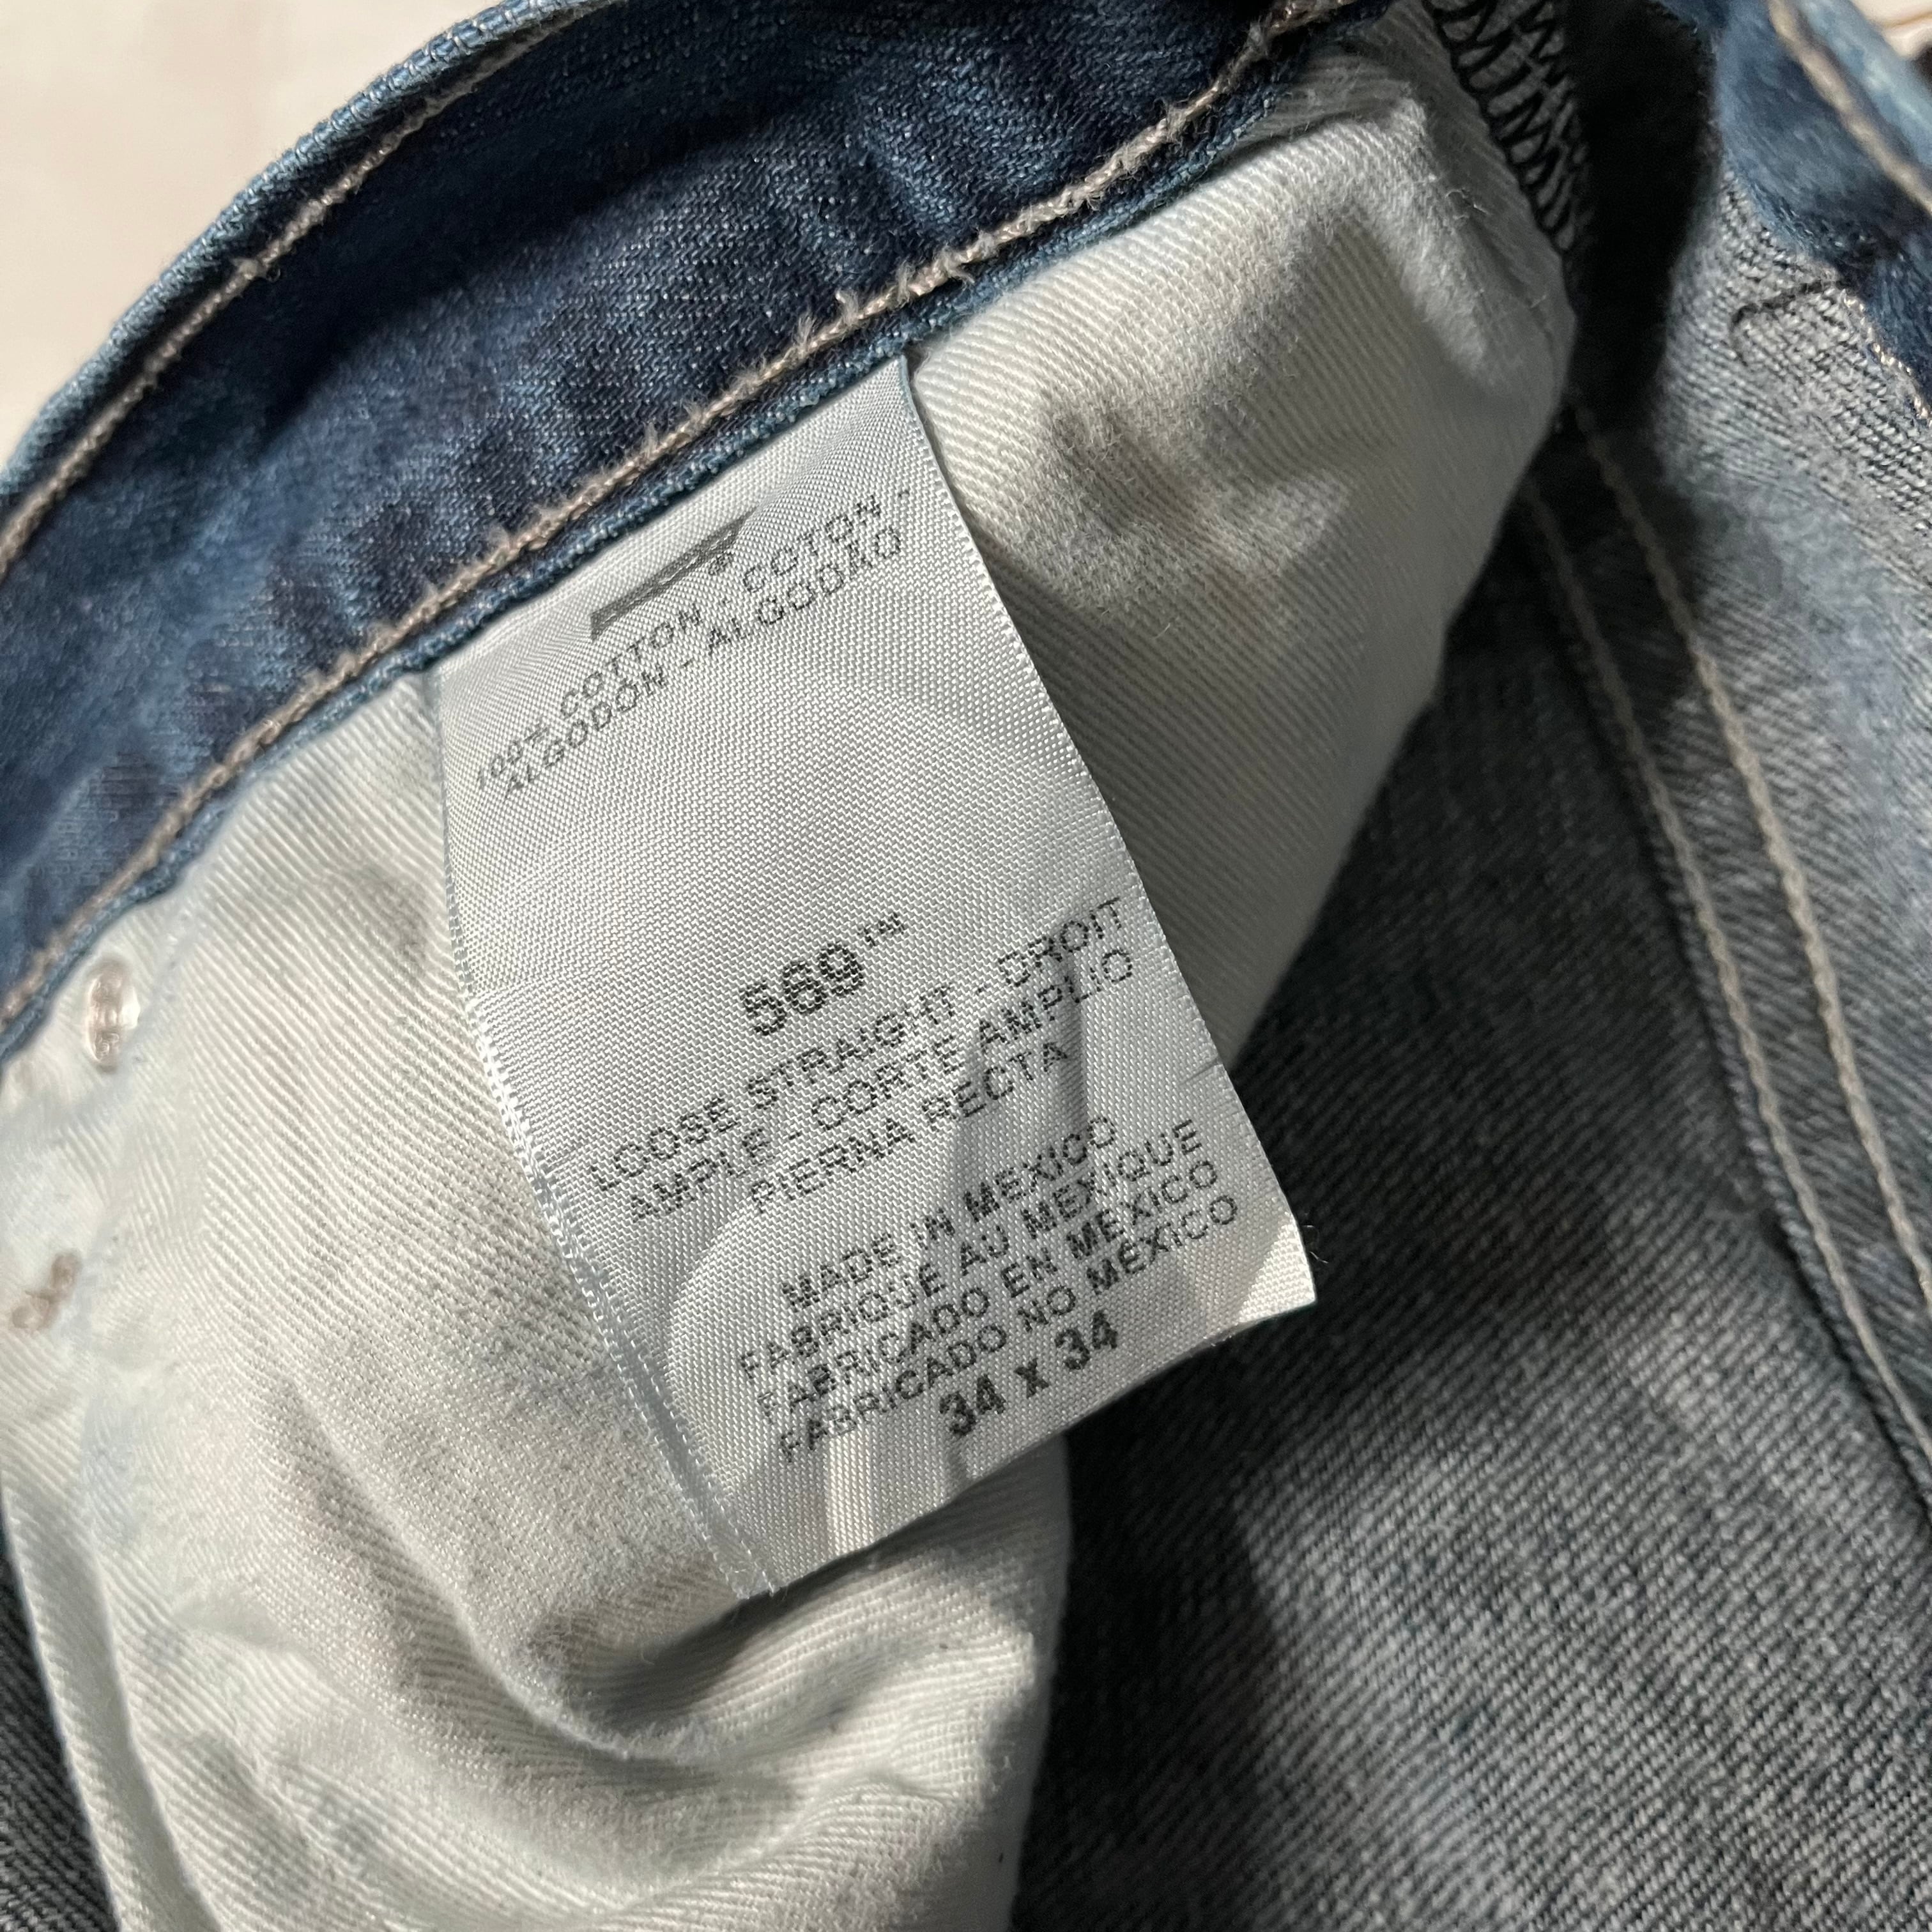 100% COTTON - COTON -
ALGODÓN - ALGODÃO
569™
LOOSE STRAIGHT - DROIT
AMPLE - CORTE AMPLIO
PIERNA RECTA
MADE IN MEXICO
FABRIQUÉ AU MEXIQUE
FABRICADO EN MEXICO
FABRICADO NO MÉXICO
34 x 34